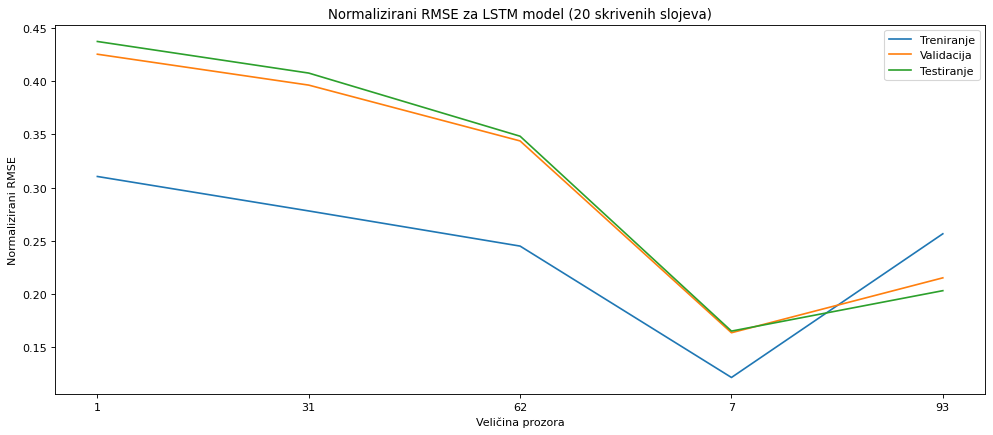 Normalizirani RMSE za LSTM model (20 skrivenih slojeva)
Treniranje
Validacija
Testiranje
Normalizirani RMSE
0.45
0.40
0.35
0.30
0.25
0.20
0.15
1 31 62 7 93
Veličina prozora